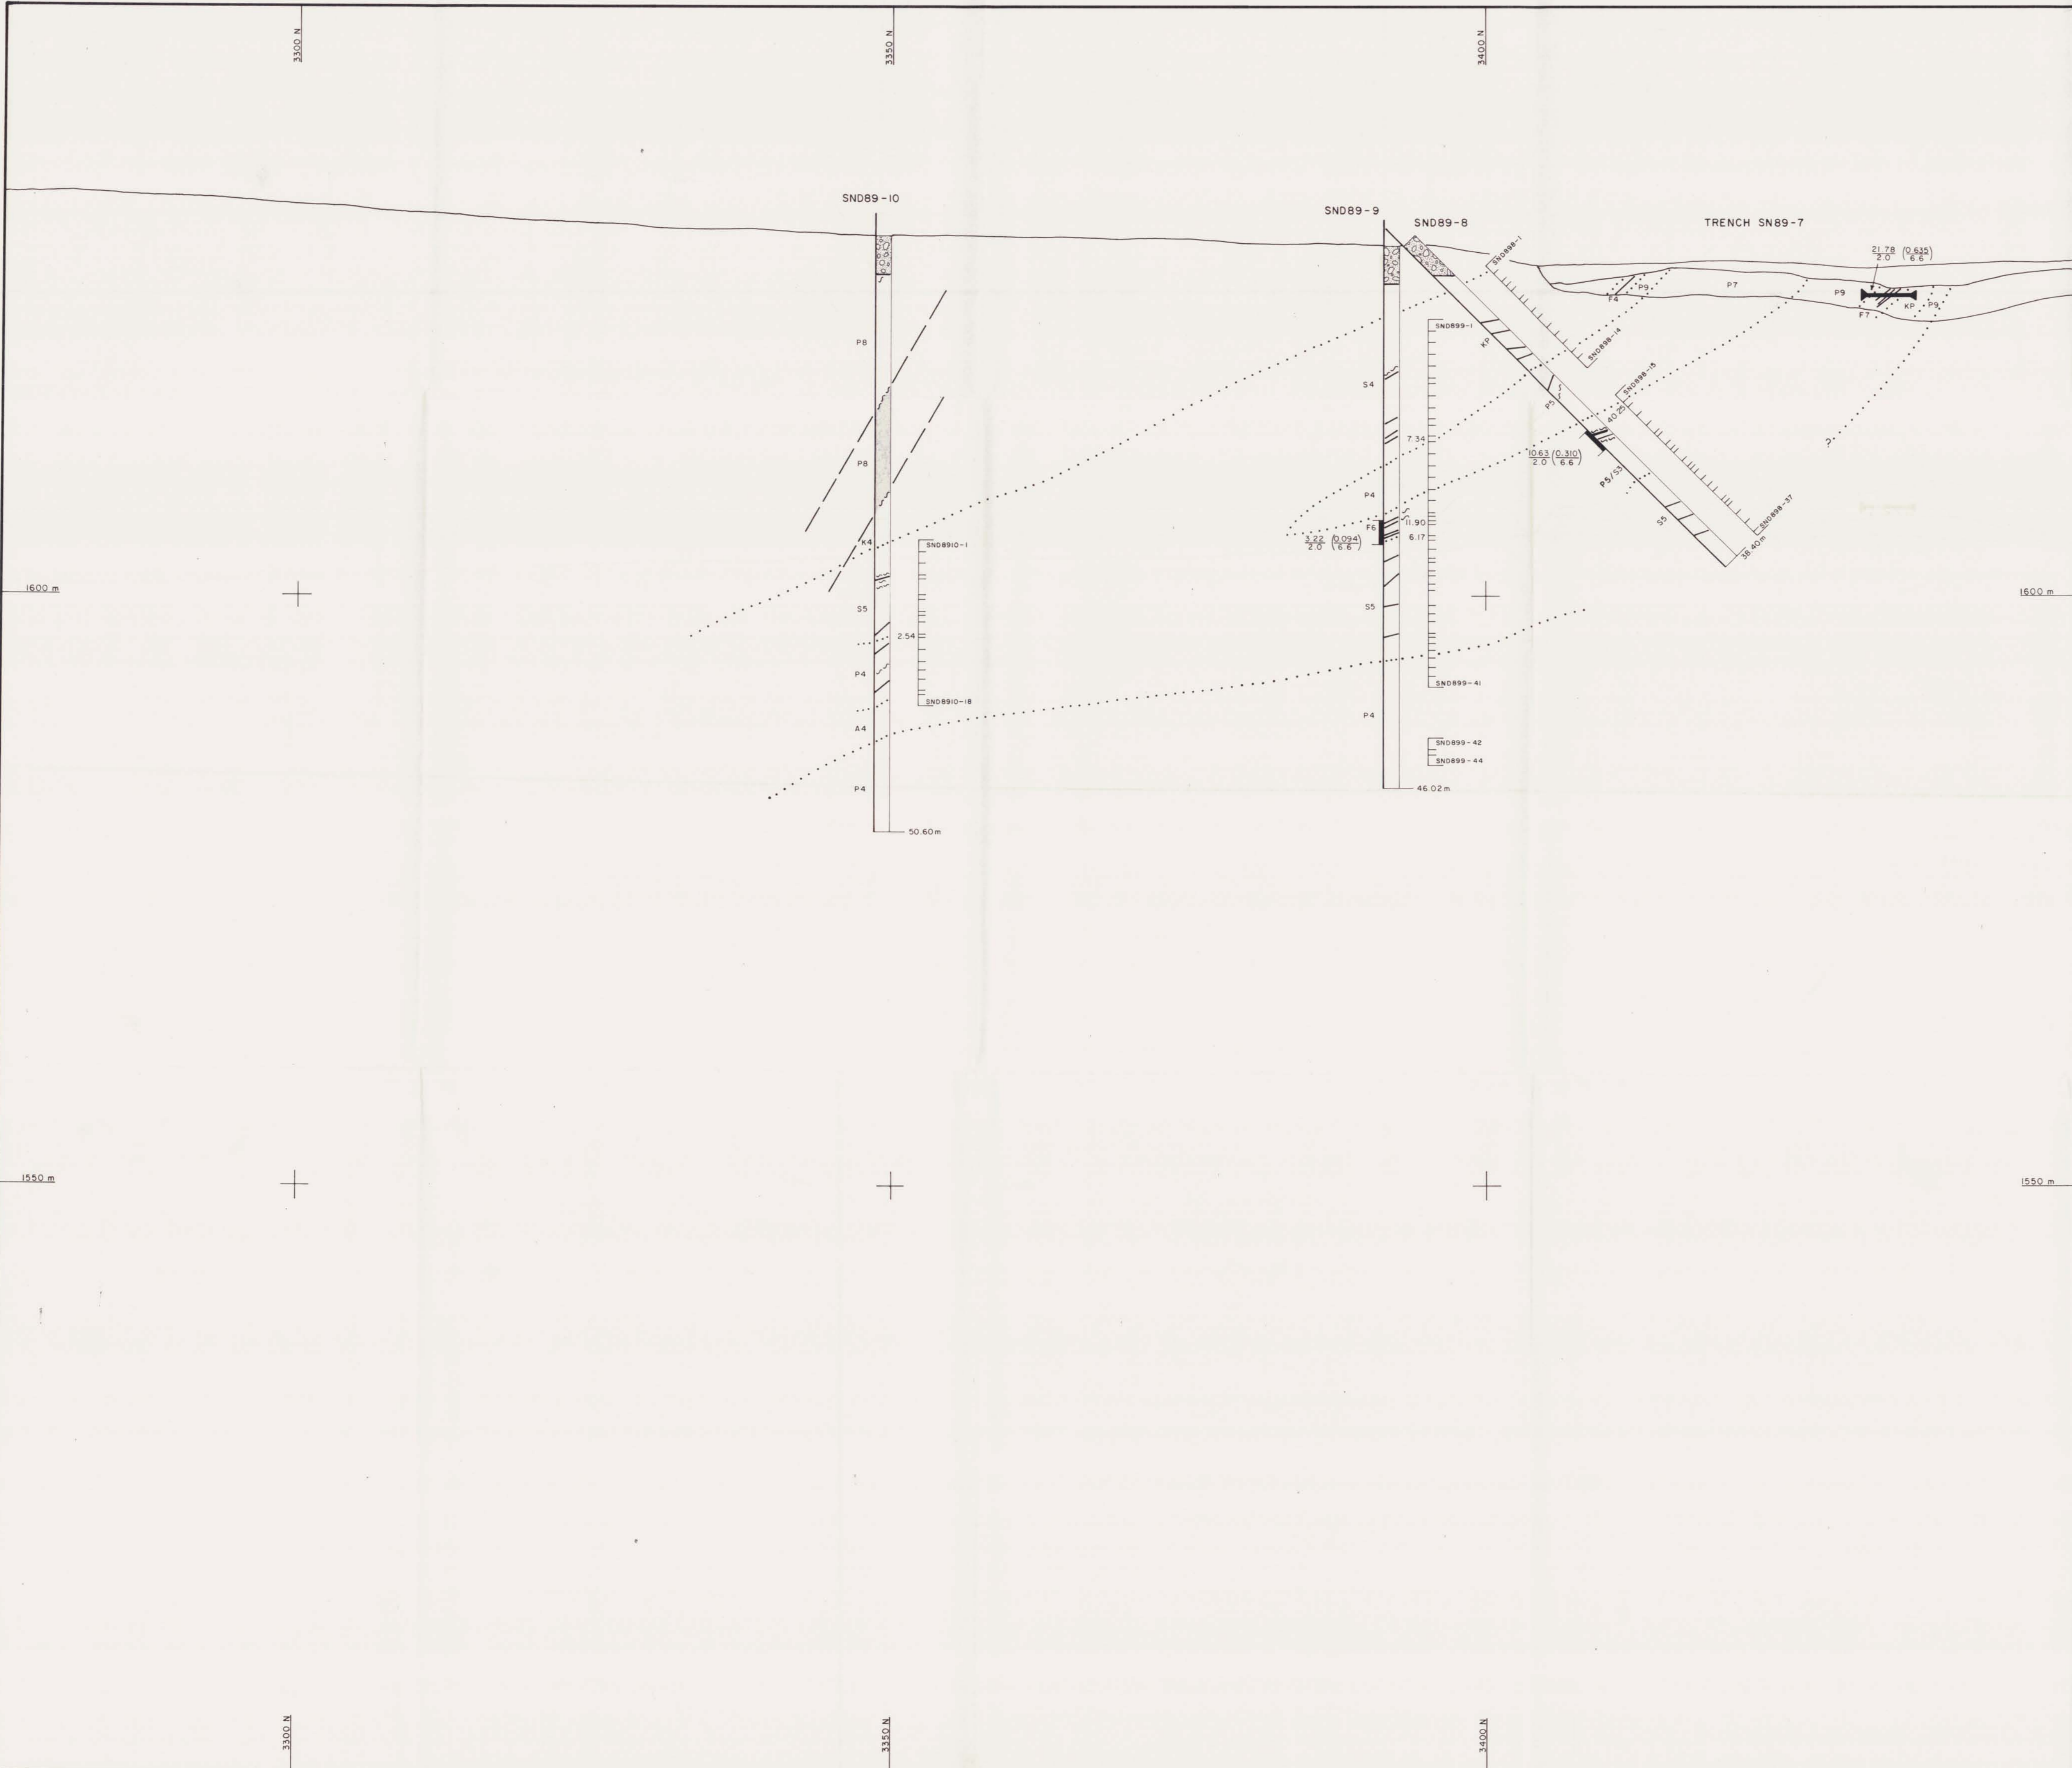 3300 N
3350 N
3400 N
SND89-10
SND89-9
SND89-8
TRENCH SN89-7
21.78 (0.635)
2.0 (6.6)
SND898-1
P9
P7
P9
F4
KP
P9
F7
SND899-1
P8
KP
SND898-14
S4
SND898-15
P5
40.25
7.34
?
10.63 (0.310)
2.0 (6.6)
P8
P5/S3
P4
F6
11.90
6.17
3.22 (0.094)
2.0 (6.6)
S5
SND898-37
K4
SND8910-1
38.40m
1600 m
1600 m
S5
S5
2.54
P4
SND899-41
SND8910-18
P4
A4
SND899-42
SND899-44
P4
46.02m
50.60m
1550 m
1550 m
3300 N
3350 N
3400 N